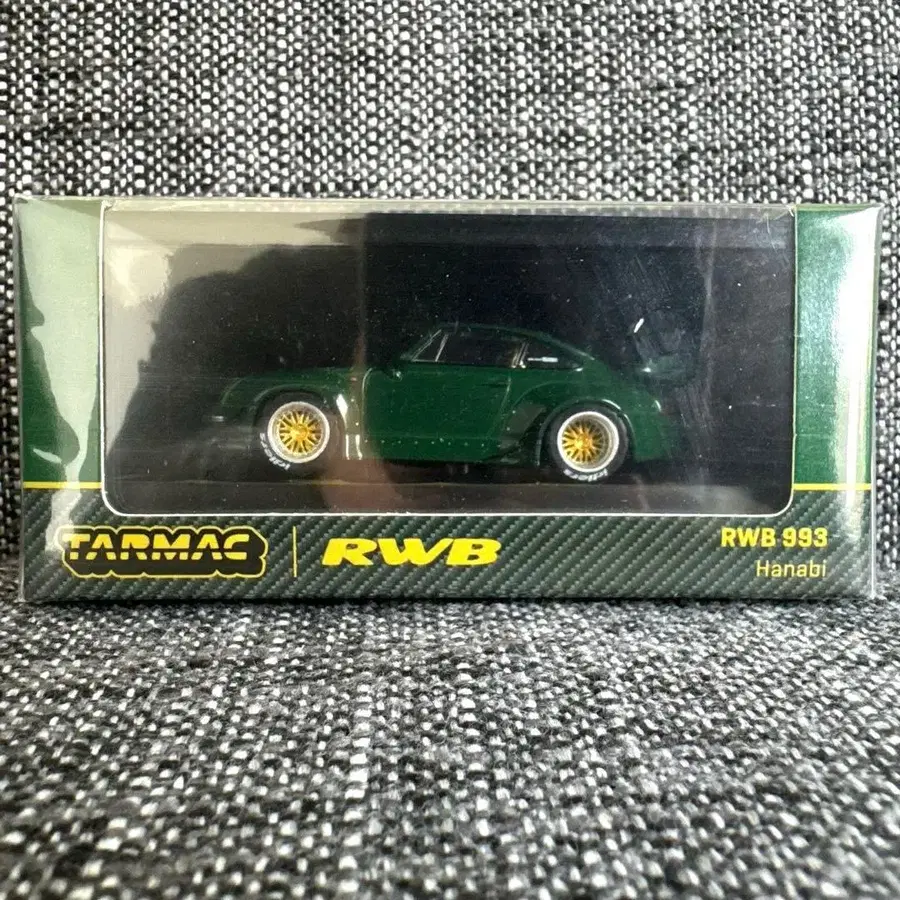 TARMAC
RWB
RWB 993
Hanabi